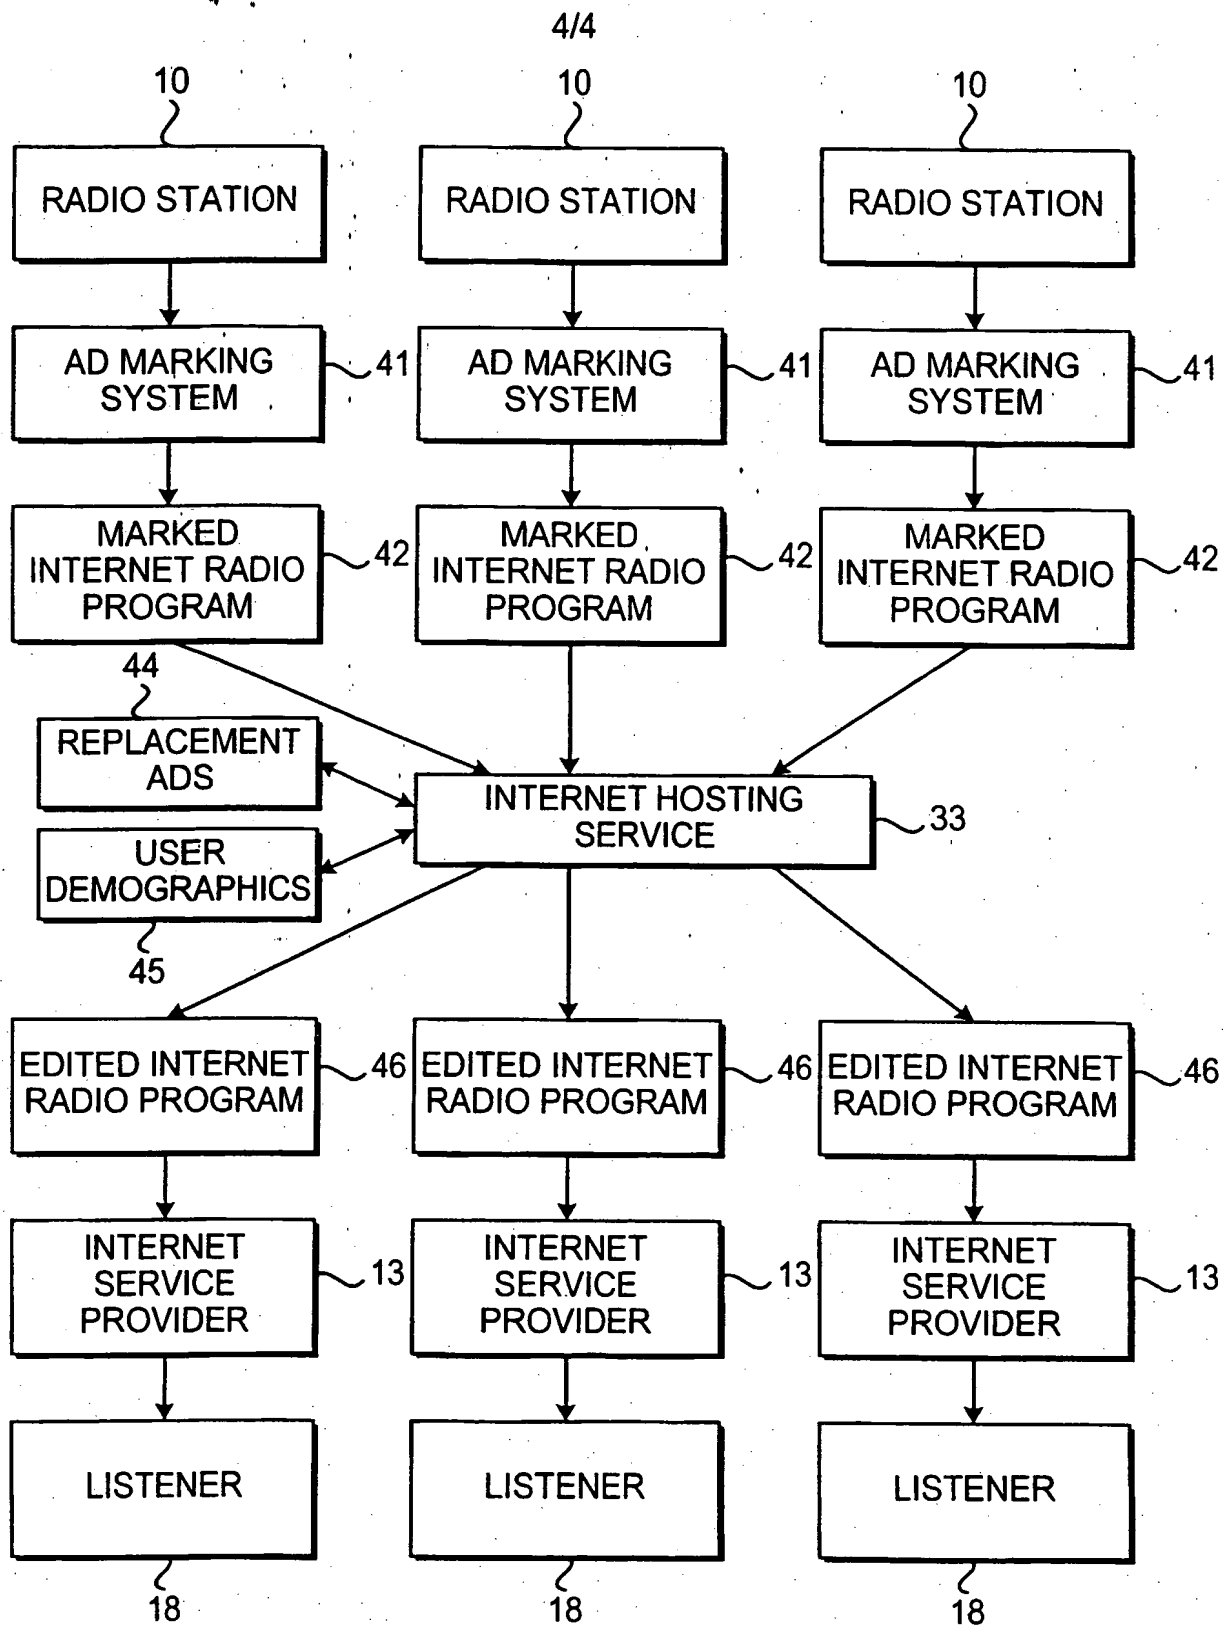 4/4
10
10
10
RADIO STATION
RADIO STATION
RADIO STATION
AD MARKING
SYSTEM
41
AD MARKING
SYSTEM
41
AD MARKING
SYSTEM
41
MARKED
INTERNET RADIO
PROGRAM
42
MARKED
INTERNET RADIO
PROGRAM
42
MARKED
INTERNET RADIO
PROGRAM
42
44
REPLACEMENT
ADS
INTERNET HOSTING
SERVICE
33
USER
DEMOGRAPHICS
45
EDITED INTERNET
RADIO PROGRAM
46
EDITED INTERNET
RADIO PROGRAM
46
EDITED INTERNET
RADIO PROGRAM
46
INTERNET
SERVICE
PROVIDER
13
INTERNET
SERVICE
PROVIDER
13
INTERNET
SERVICE
PROVIDER
13
LISTENER
LISTENER
LISTENER
18
18
18